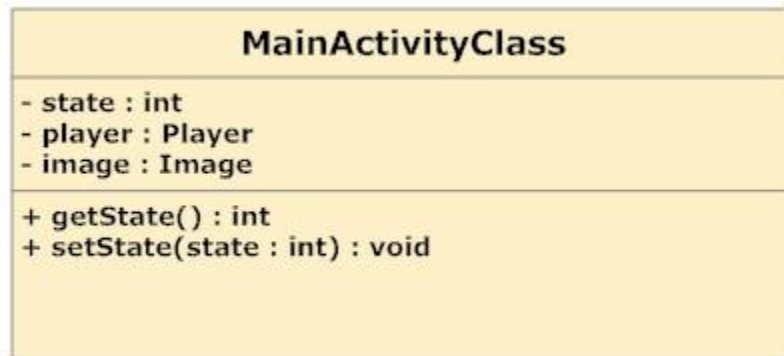 MainActivityClass
- state : int
- player : Player
- image : Image
+ getState() : int
+ setState(state : int) : void